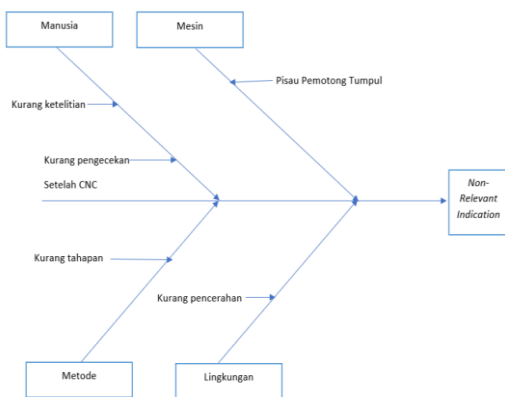 Manusia
Mesin
Pisau Pemotong Tumpul
Kurang ketelitian
Kurang pengecekan
Setelah CNC
Non-
Relevant
Indication
Kurang tahapan
Kurang pencerahan
Metode
Lingkungan